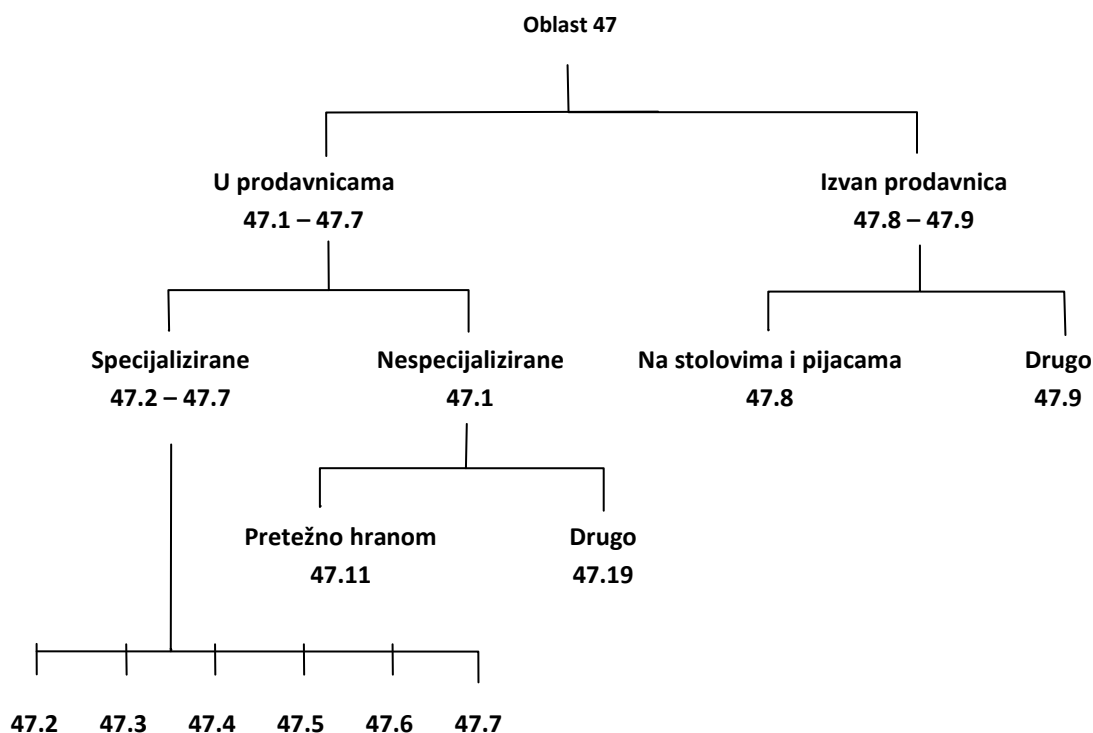 Oblast 47
U prodavnicama
47.1 – 47.7
Izvan prodavnica
47.8 – 47.9
Specijalizirane
47.2 – 47.7
Nespecijalizirane
47.1
Na stolovima i pijacama
47.8
Drugo
47.9
Pretežno hranom
47.11
Drugo
47.19
47.2 47.3 47.4 47.5 47.6 47.7